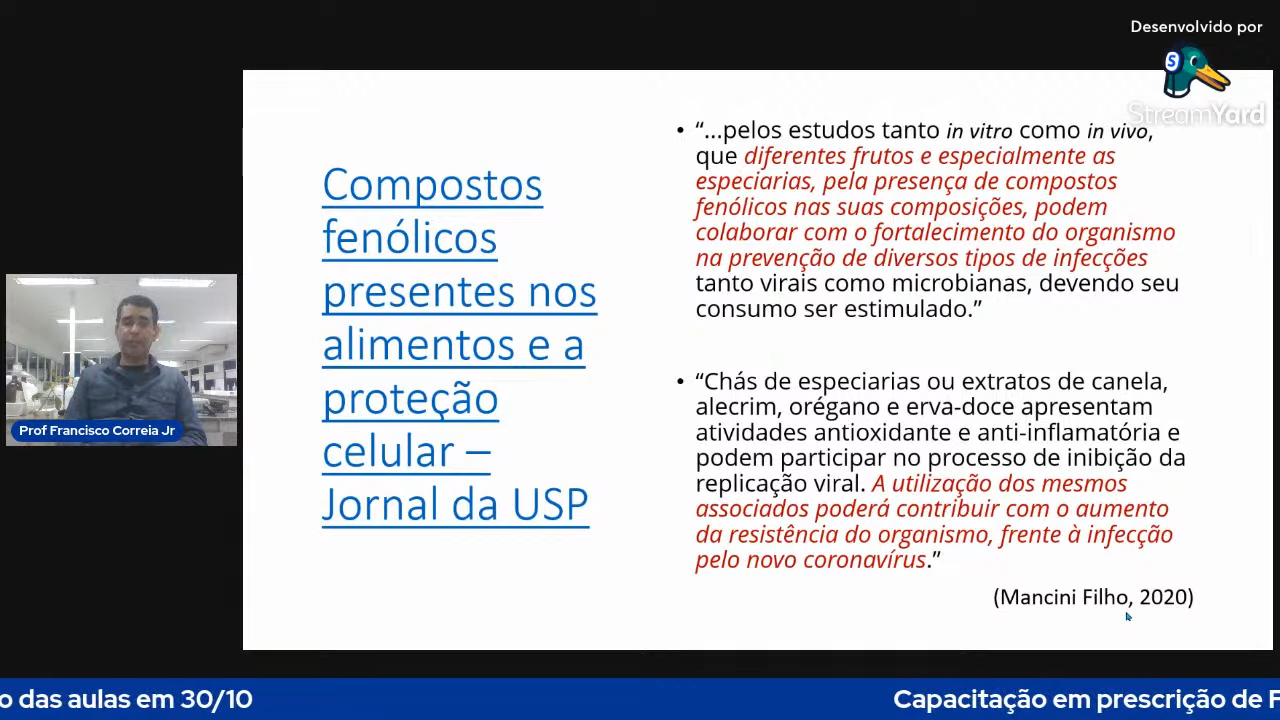 Desenvolvido por
S
StreamYard
Compostos
fenólicos
presentes nos
alimentos e a
proteção
celular –
Jornal da USP
• “...pelos estudos tanto in vitro como in vivo,
que diferentes frutos e especialmente as
especiarias, pela presença de compostos
fenólicos nas suas composições, podem
colaborar com o fortalecimento do organismo
na prevenção de diversos tipos de infecções
tanto virais como microbianas, devendo seu
consumo ser estimulado.”
• “Chás de especiarias ou extratos de canela,
alecrim, orégano e erva-doce apresentam
atividades antioxidante e anti-inflamatória e
podem participar no processo de inibição da
replicação viral. A utilização dos mesmos
associados poderá contribuir com o aumento
da resistência do organismo, frente à infecção
pelo novo coronavírus.”
(Mancini Filho, 2020)
Prof Francisco Correia Jr
o das aulas em 30/10
Capacitação em prescrição de F